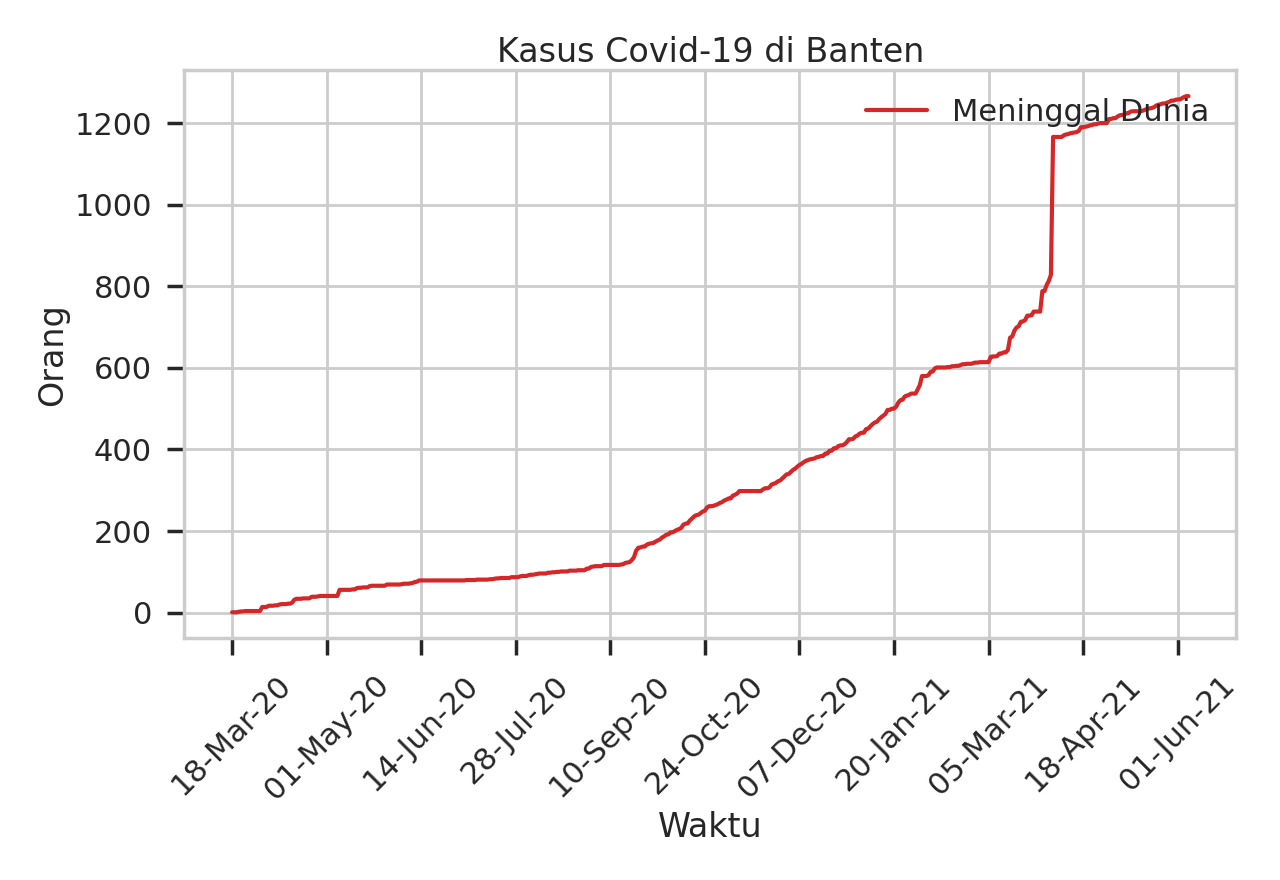 Kasus Covid-19 di Banten
Meninggal Dunia
Orang
1200
1000
800
600
400
200
0
18-Mar-20
01-May-20
14-Jun-20
28-Jul-20
10-Sep-20
24-Oct-20
07-Dec-20
20-Jan-21
05-Mar-21
18-Apr-21
01-Jun-21
Waktu